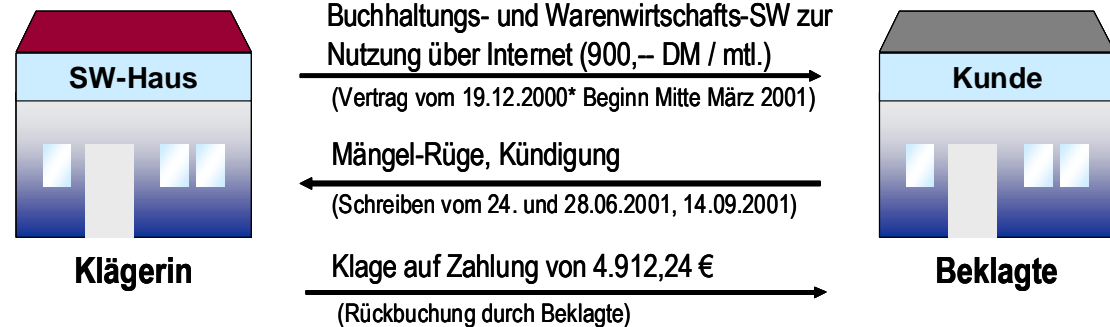 Buchhaltungs- und Warenwirtschafts-SW zur
Nutzung über Internet (900,-- DM / mtl.)
SW-Haus
Kunde
(Vertrag vom 19.12.2000* Beginn Mitte März 2001)
Mängel-Rüge, Kündigung
(Schreiben vom 24. und 28.06.2001, 14.09.2001)
Klägerin
Klage auf Zahlung von 4.912,24 €
Beklagte
(Rückbuchung durch Beklagte)